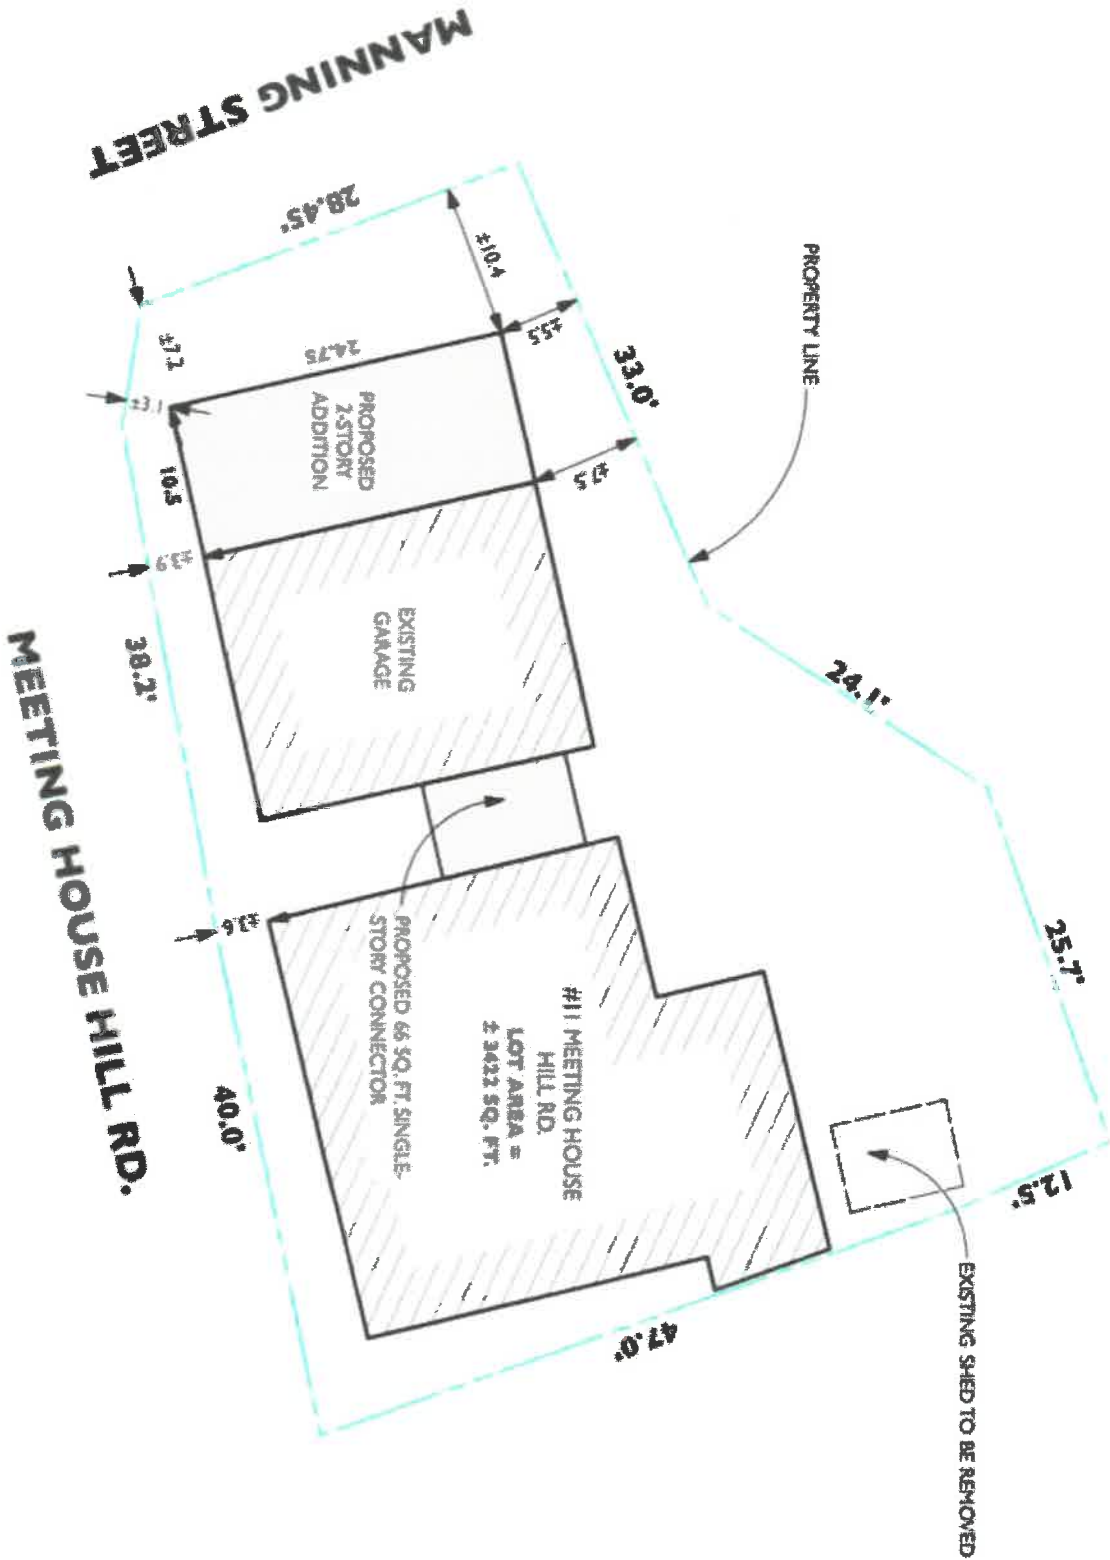 MANNING STREET
28.45'
±10.4
±5.5
PROPERTY LINE
33.0'
±7.2
24.75
±3.1
PROPOSED
2-STORY
ADDITION
±7.5
10.5
±3.9
EXISTING
GARAGE
24.1'
38.2'
MEETING HOUSE HILL RD.
±3.6
PROPOSED 66 SQ. FT. SINGLE-
STORY CONNECTOR
#11 MEETING HOUSE
HILL RD.
LOT AREA =
± 3422 SQ. FT.
25.7'
40.0'
12.5'
47.0'
EXISTING SHED TO BE REMOVED